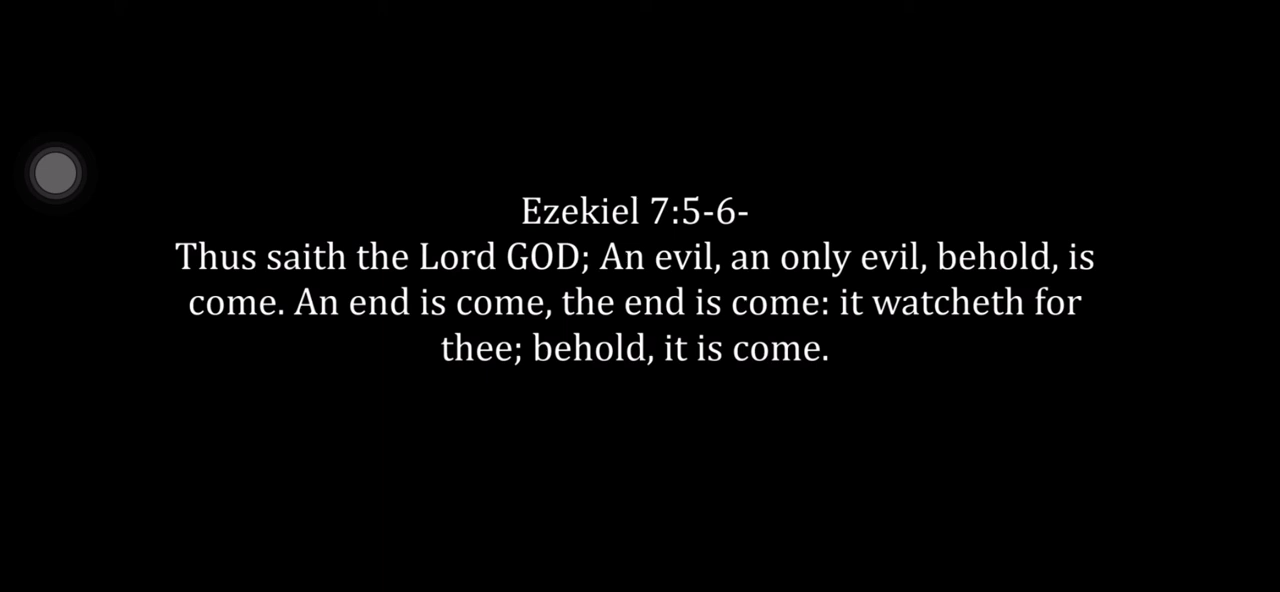 Ezekiel 7:5-6-
Thus saith the Lord GOD; An evil, an only evil, behold, is
come. An end is come, the end is come: it watcheth for
thee; behold, it is come.